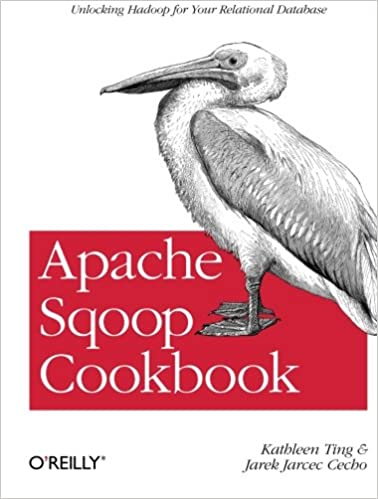 Unlocking Hadoop for Your Relational Database
Apache
Sqoop
Cookbook
O'REILLY®
Kathleen Ting &
Jarek Jarcec Cecho